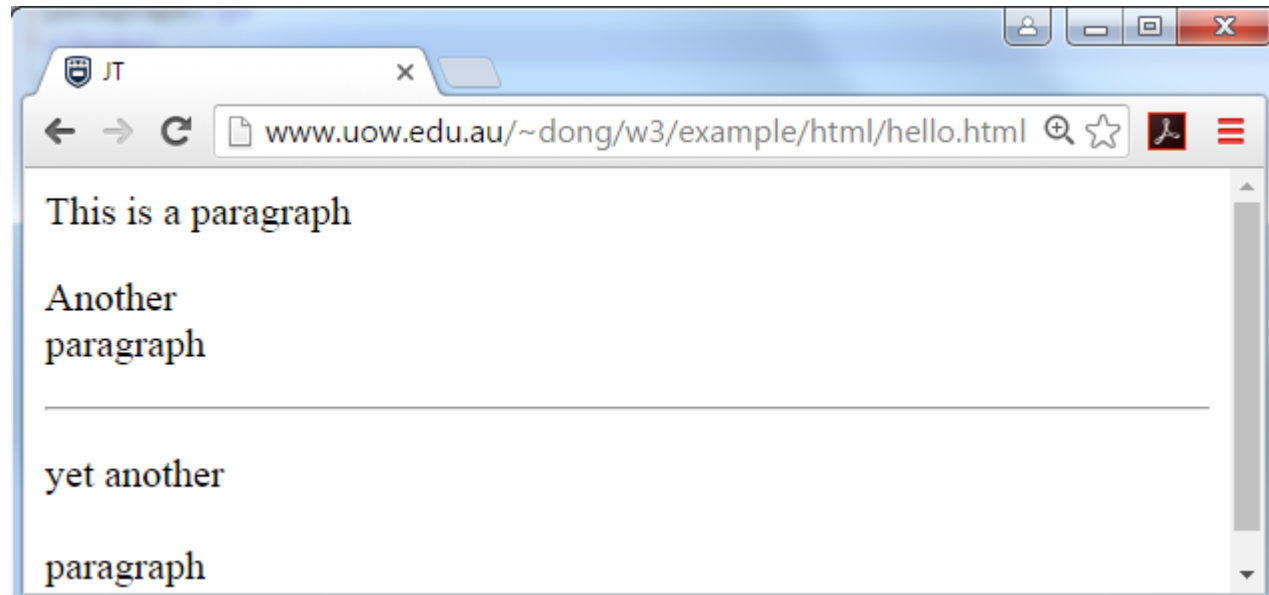 JT
www.uow.edu.au/~dong/w3/example/html/hello.html
This is a paragraph
Another
paragraph
yet another
paragraph